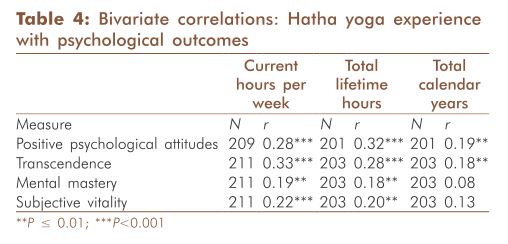 Table 4: Bivariate correlations: Hatha yoga experience
with psychological outcomes
Current Total Total
hours per lifetime calendar
week hours years
Measure N r N r N r
Positive psychological attitudes 209 0.28*** 201 0.32*** 201 0.19**
Transcendence 211 0.33*** 203 0.28*** 203 0.18**
Mental mastery 211 0.19** 203 0.18** 203 0.08
Subjective vitality 211 0.22*** 203 0.20** 203 0.13
**P ≤ 0.01; ***P<0.001